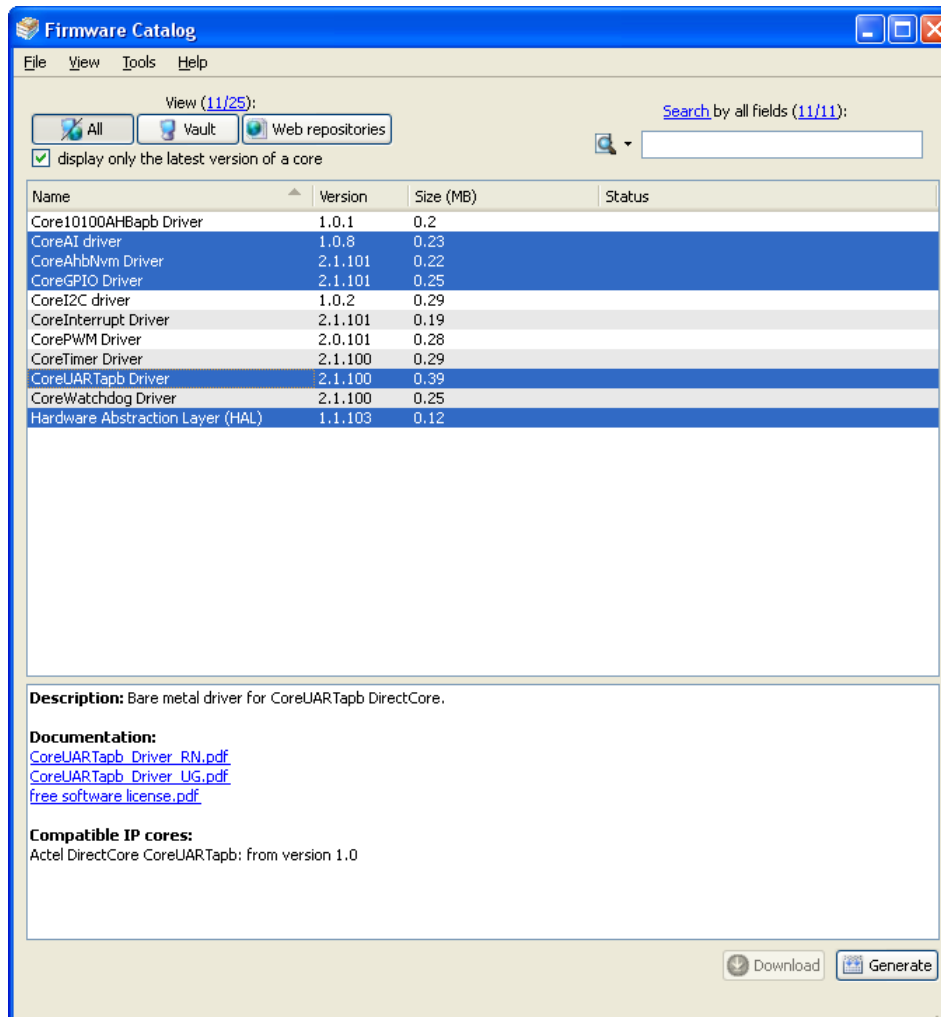 Firmware Catalog
File View Tools Help
View (11/25):
Search by all fields (11/11):
All Vault Web repositories
display only the latest version of a core
Name Version Size (MB) Status
Core10100AHBapb Driver 1.0.1 0.2
CoreAI driver 1.0.8 0.23
CoreAhbNvm Driver 2.1.101 0.22
CoreGPIO Driver 2.1.101 0.25
CoreI2C driver 1.0.2 0.29
CoreInterrupt Driver 2.1.101 0.19
CorePWM Driver 2.0.101 0.28
CoreTimer Driver 2.1.100 0.29
CoreUARTapb Driver 2.1.100 0.39
CoreWatchdog Driver 2.1.100 0.25
Hardware Abstraction Layer (HAL) 1.1.103 0.12
Description: Bare metal driver for CoreUARTapb DirectCore.
Documentation:
CoreUARTapb_Driver_RN.pdf
CoreUARTapb_Driver_UG.pdf
free software license.pdf
Compatible IP cores:
Actel DirectCore CoreUARTapb: from version 1.0
Download Generate